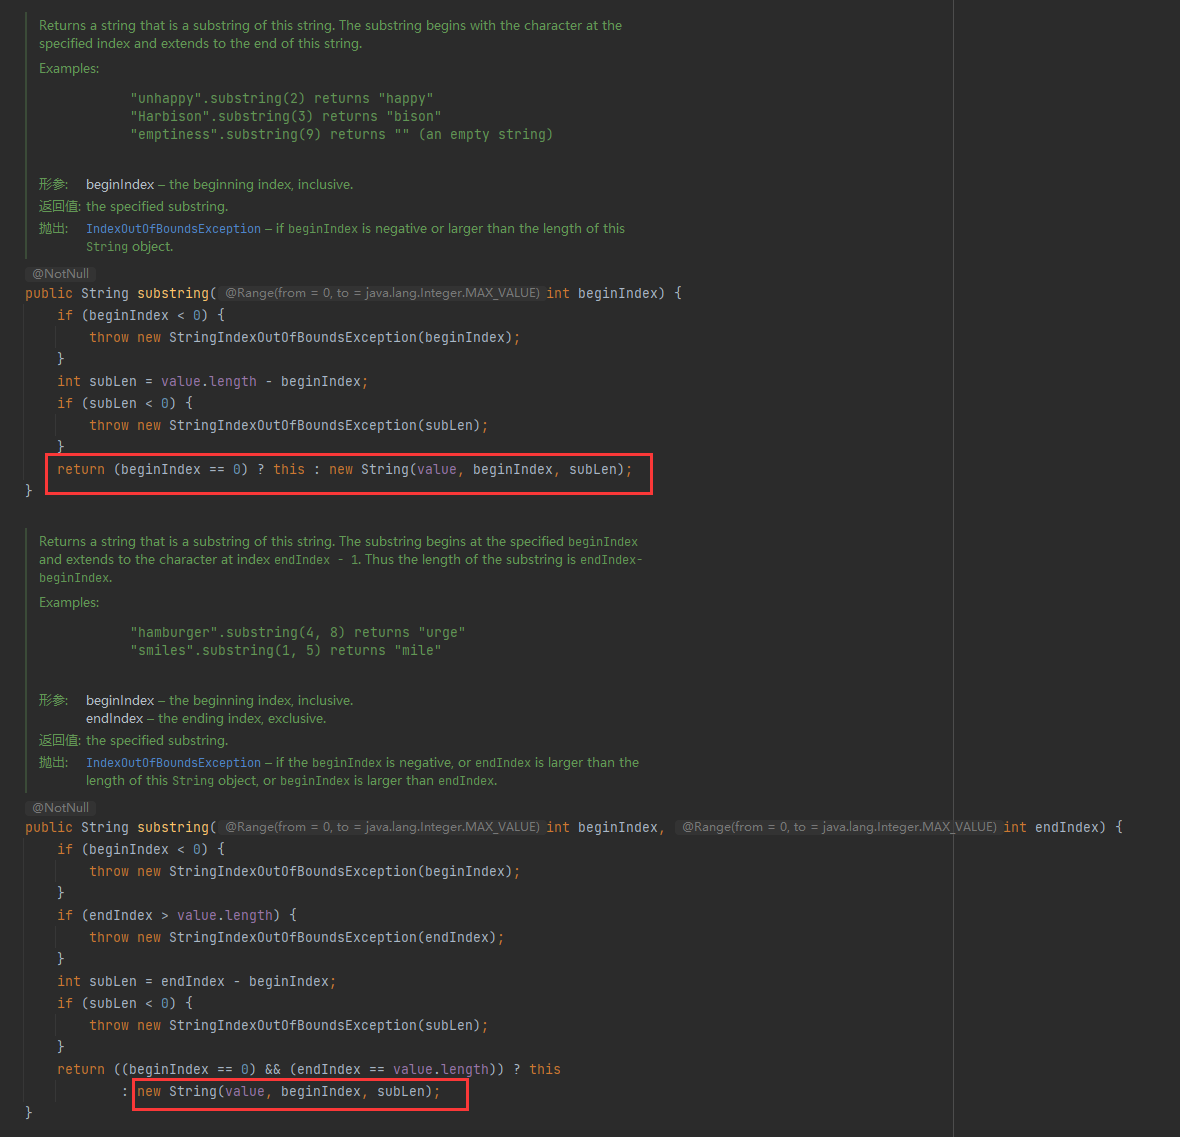 Returns a string that is a substring of this string. The substring begins with the character at the
specified index and extends to the end of this string.
Examples:
"unhappy".substring(2) returns "happy"
"Harbison".substring(3) returns "bison"
"emptiness".substring(9) returns "" (an empty string)
形参: beginIndex – the beginning index, inclusive.
返回值: the specified substring.
抛出: IndexOutOfBoundsException – if beginIndex is negative or larger than the length of this
String object.
@NotNull
public String substring( @Range(from = 0, to = java.lang.Integer.MAX_VALUE) int beginIndex) {
if (beginIndex < 0) {
throw new StringIndexOutOfBoundsException(beginIndex);
}
int subLen = value.length - beginIndex;
if (subLen < 0) {
throw new StringIndexOutOfBoundsException(subLen);
}
return (beginIndex == 0) ? this : new String(value, beginIndex, subLen);
}
Returns a string that is a substring of this string. The substring begins at the specified beginIndex
and extends to the character at index endIndex - 1. Thus the length of the substring is endIndex-
beginIndex.
Examples:
"hamburger".substring(4, 8) returns "urge"
"smiles".substring(1, 5) returns "mile"
形参: beginIndex – the beginning index, inclusive.
endIndex – the ending index, exclusive.
返回值: the specified substring.
抛出: IndexOutOfBoundsException – if the beginIndex is negative, or endIndex is larger than the
length of this String object, or beginIndex is larger than endIndex.
@NotNull
public String substring( @Range(from = 0, to = java.lang.Integer.MAX_VALUE) int beginIndex, @Range(from = 0, to = java.lang.Integer.MAX_VALUE) int endIndex) {
if (beginIndex < 0) {
throw new StringIndexOutOfBoundsException(beginIndex);
}
if (endIndex > value.length) {
throw new StringIndexOutOfBoundsException(endIndex);
}
int subLen = endIndex - beginIndex;
if (subLen < 0) {
throw new StringIndexOutOfBoundsException(subLen);
}
return ((beginIndex == 0) && (endIndex == value.length)) ? this
: new String(value, beginIndex, subLen);
}